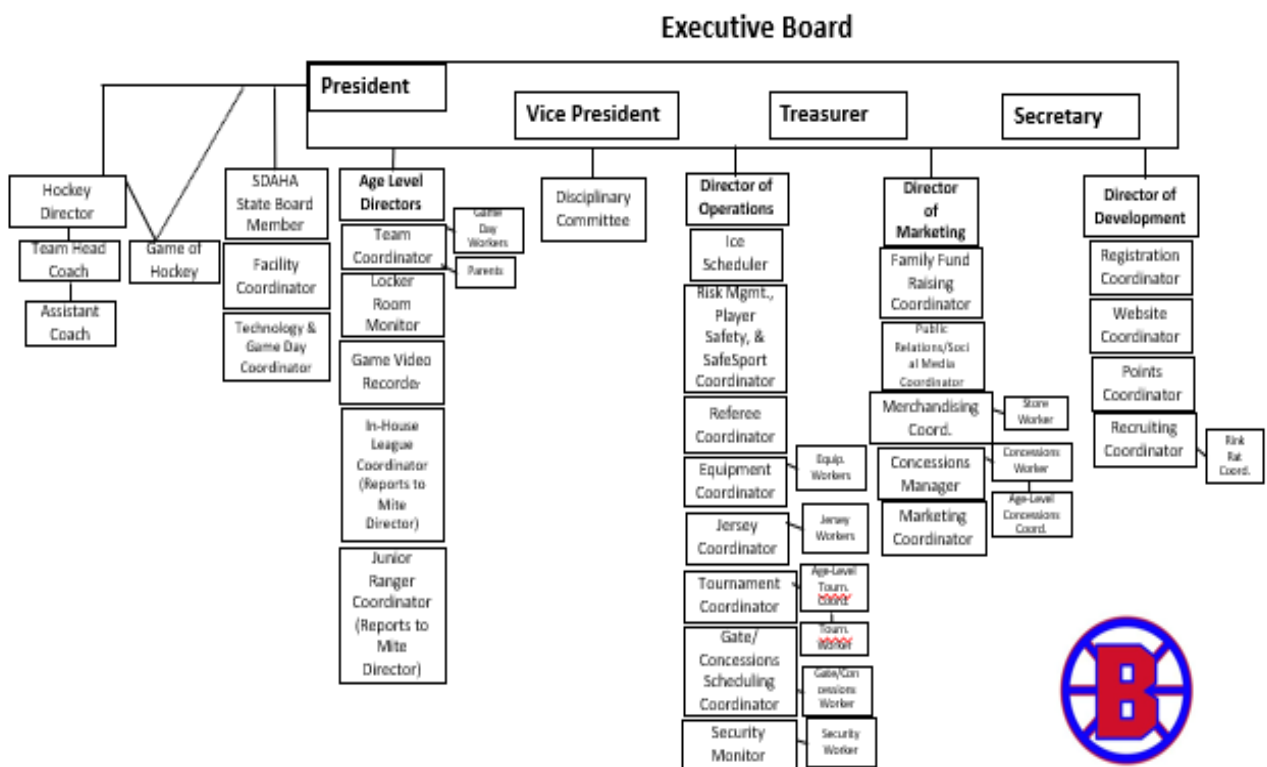 Executive Board
President
Vice President
Treasurer
Secretary
Hockey
Director
Team Head
Coach
Assistant
Coach
Game of
Hockey
SDAHA
State Board
Member
Facility
Coordinator
Technology &
Game Day
Coordinator
Age Level
Directors
Team
Coordinator
Game
Day
Workers
Parents
Locker
Room
Monitor
Game Video
Recorder
In-House
League
Coordinator
(Reports to
Mite
Director)
Junior
Ranger
Coordinator
(Reports to
Mite
Director)
Disciplinary
Committee
Director of
Operations
Ice
Scheduler
Risk Mgmt.,
Player
Safety, &
SafeSport
Coordinator
Referee
Coordinator
Equipment
Coordinator
Equip.
Workers
Jersey
Coordinator
Jersey
Workers
Tournament
Coordinator
Age-Level
Tourn.
Coord.
Tourn.
Worker
Gate/
Concessions
Scheduling
Coordinator
Gate/Con
cessions
Worker
Security
Monitor
Security
Worker
Director
of
Marketing
Family Fund
Raising
Coordinator
Public
Relations/Soci
al Media
Coordinator
Merchandising
Coord.
Store
Worker
Concessions
Manager
Concessions
Worker
Age-Level
Concessions
Coord.
Marketing
Coordinator
Director of
Development
Registration
Coordinator
Website
Coordinator
Points
Coordinator
Recruiting
Coordinator
Rink
Rat
Coord.
B